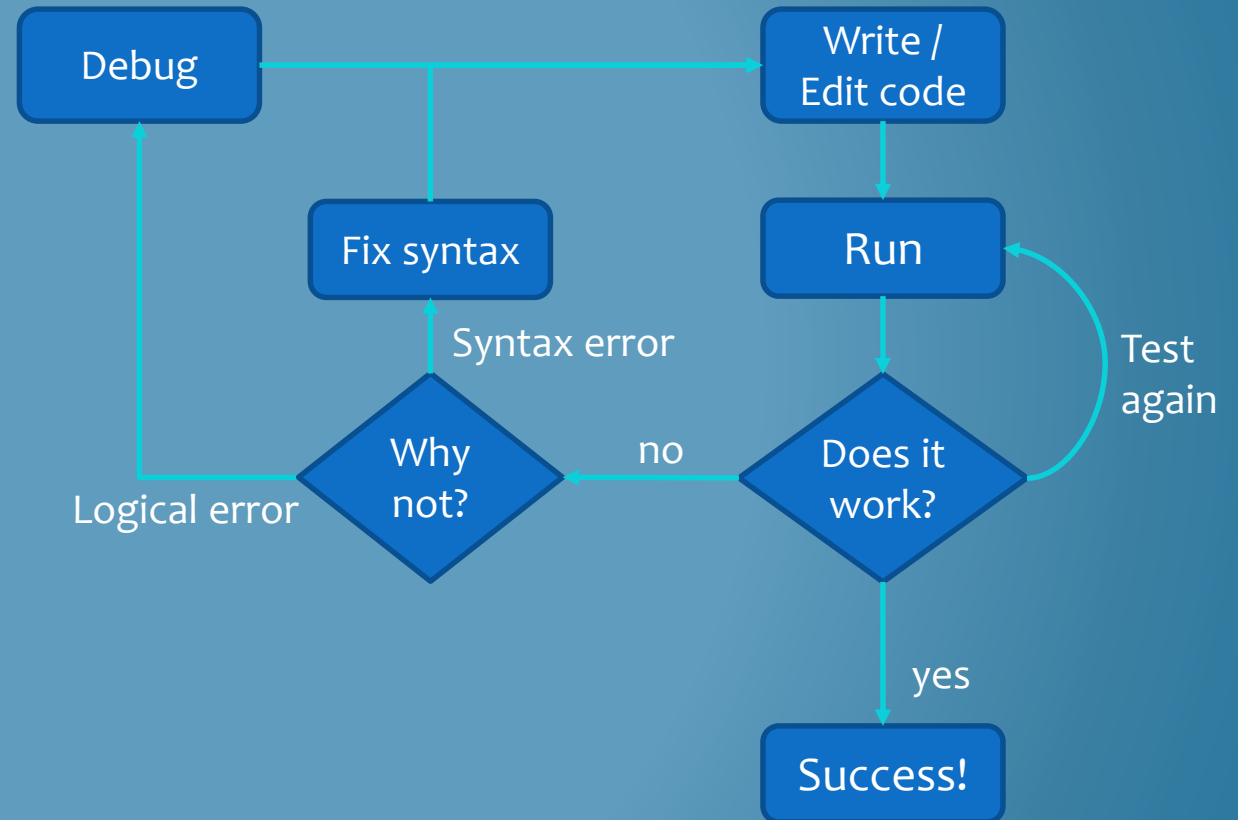 Debug
Write /
Edit code
Fix syntax
Run
Syntax error
Test
again
Why
not?
no
Does it
work?
Logical error
yes
Success!